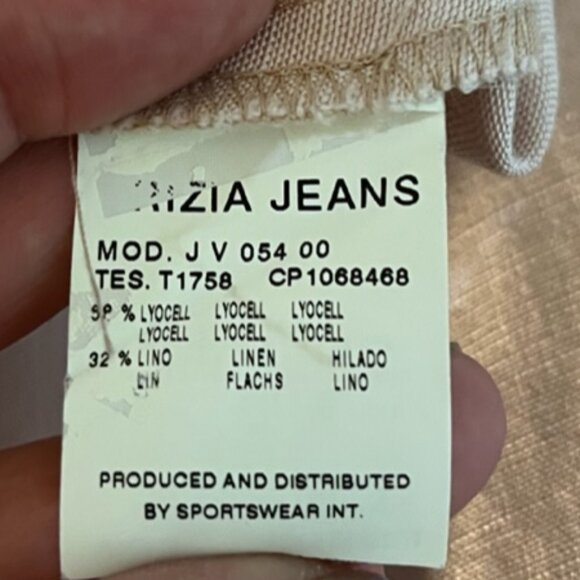 JEANS
MOD. J V 054 00
TES. T1758 CP1068468
% LYOCELL LYOCELL LYOCELL
LYOCELL LYOCELL LYOCELL
32 % LINO LINEN HILADO
LIN FLACHS LINO
PRODUCED AND DISTRIBUTED
BY SPORTSWEAR INT.